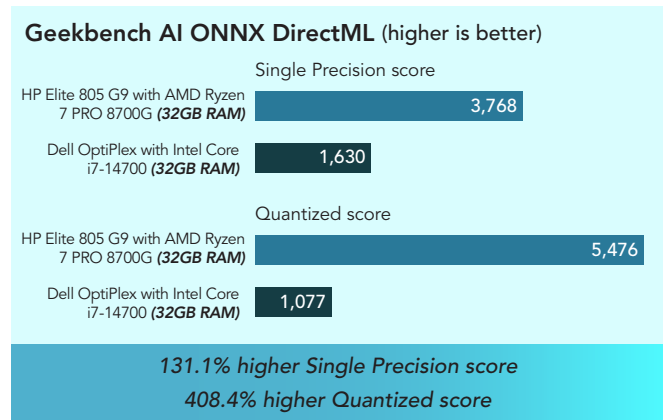 Geekbench AI ONNX DirectML (higher is better)
Single Precision score
HP Elite 805 G9 with AMD Ryzen
7 PRO 8700G (32GB RAM)
3,768
Dell OptiPlex with Intel Core
i7-14700 (32GB RAM)
1,630
Quantized score
HP Elite 805 G9 with AMD Ryzen
7 PRO 8700G (32GB RAM)
5,476
Dell OptiPlex with Intel Core
i7-14700 (32GB RAM)
1,077
131.1% higher Single Precision score
408.4% higher Quantized score